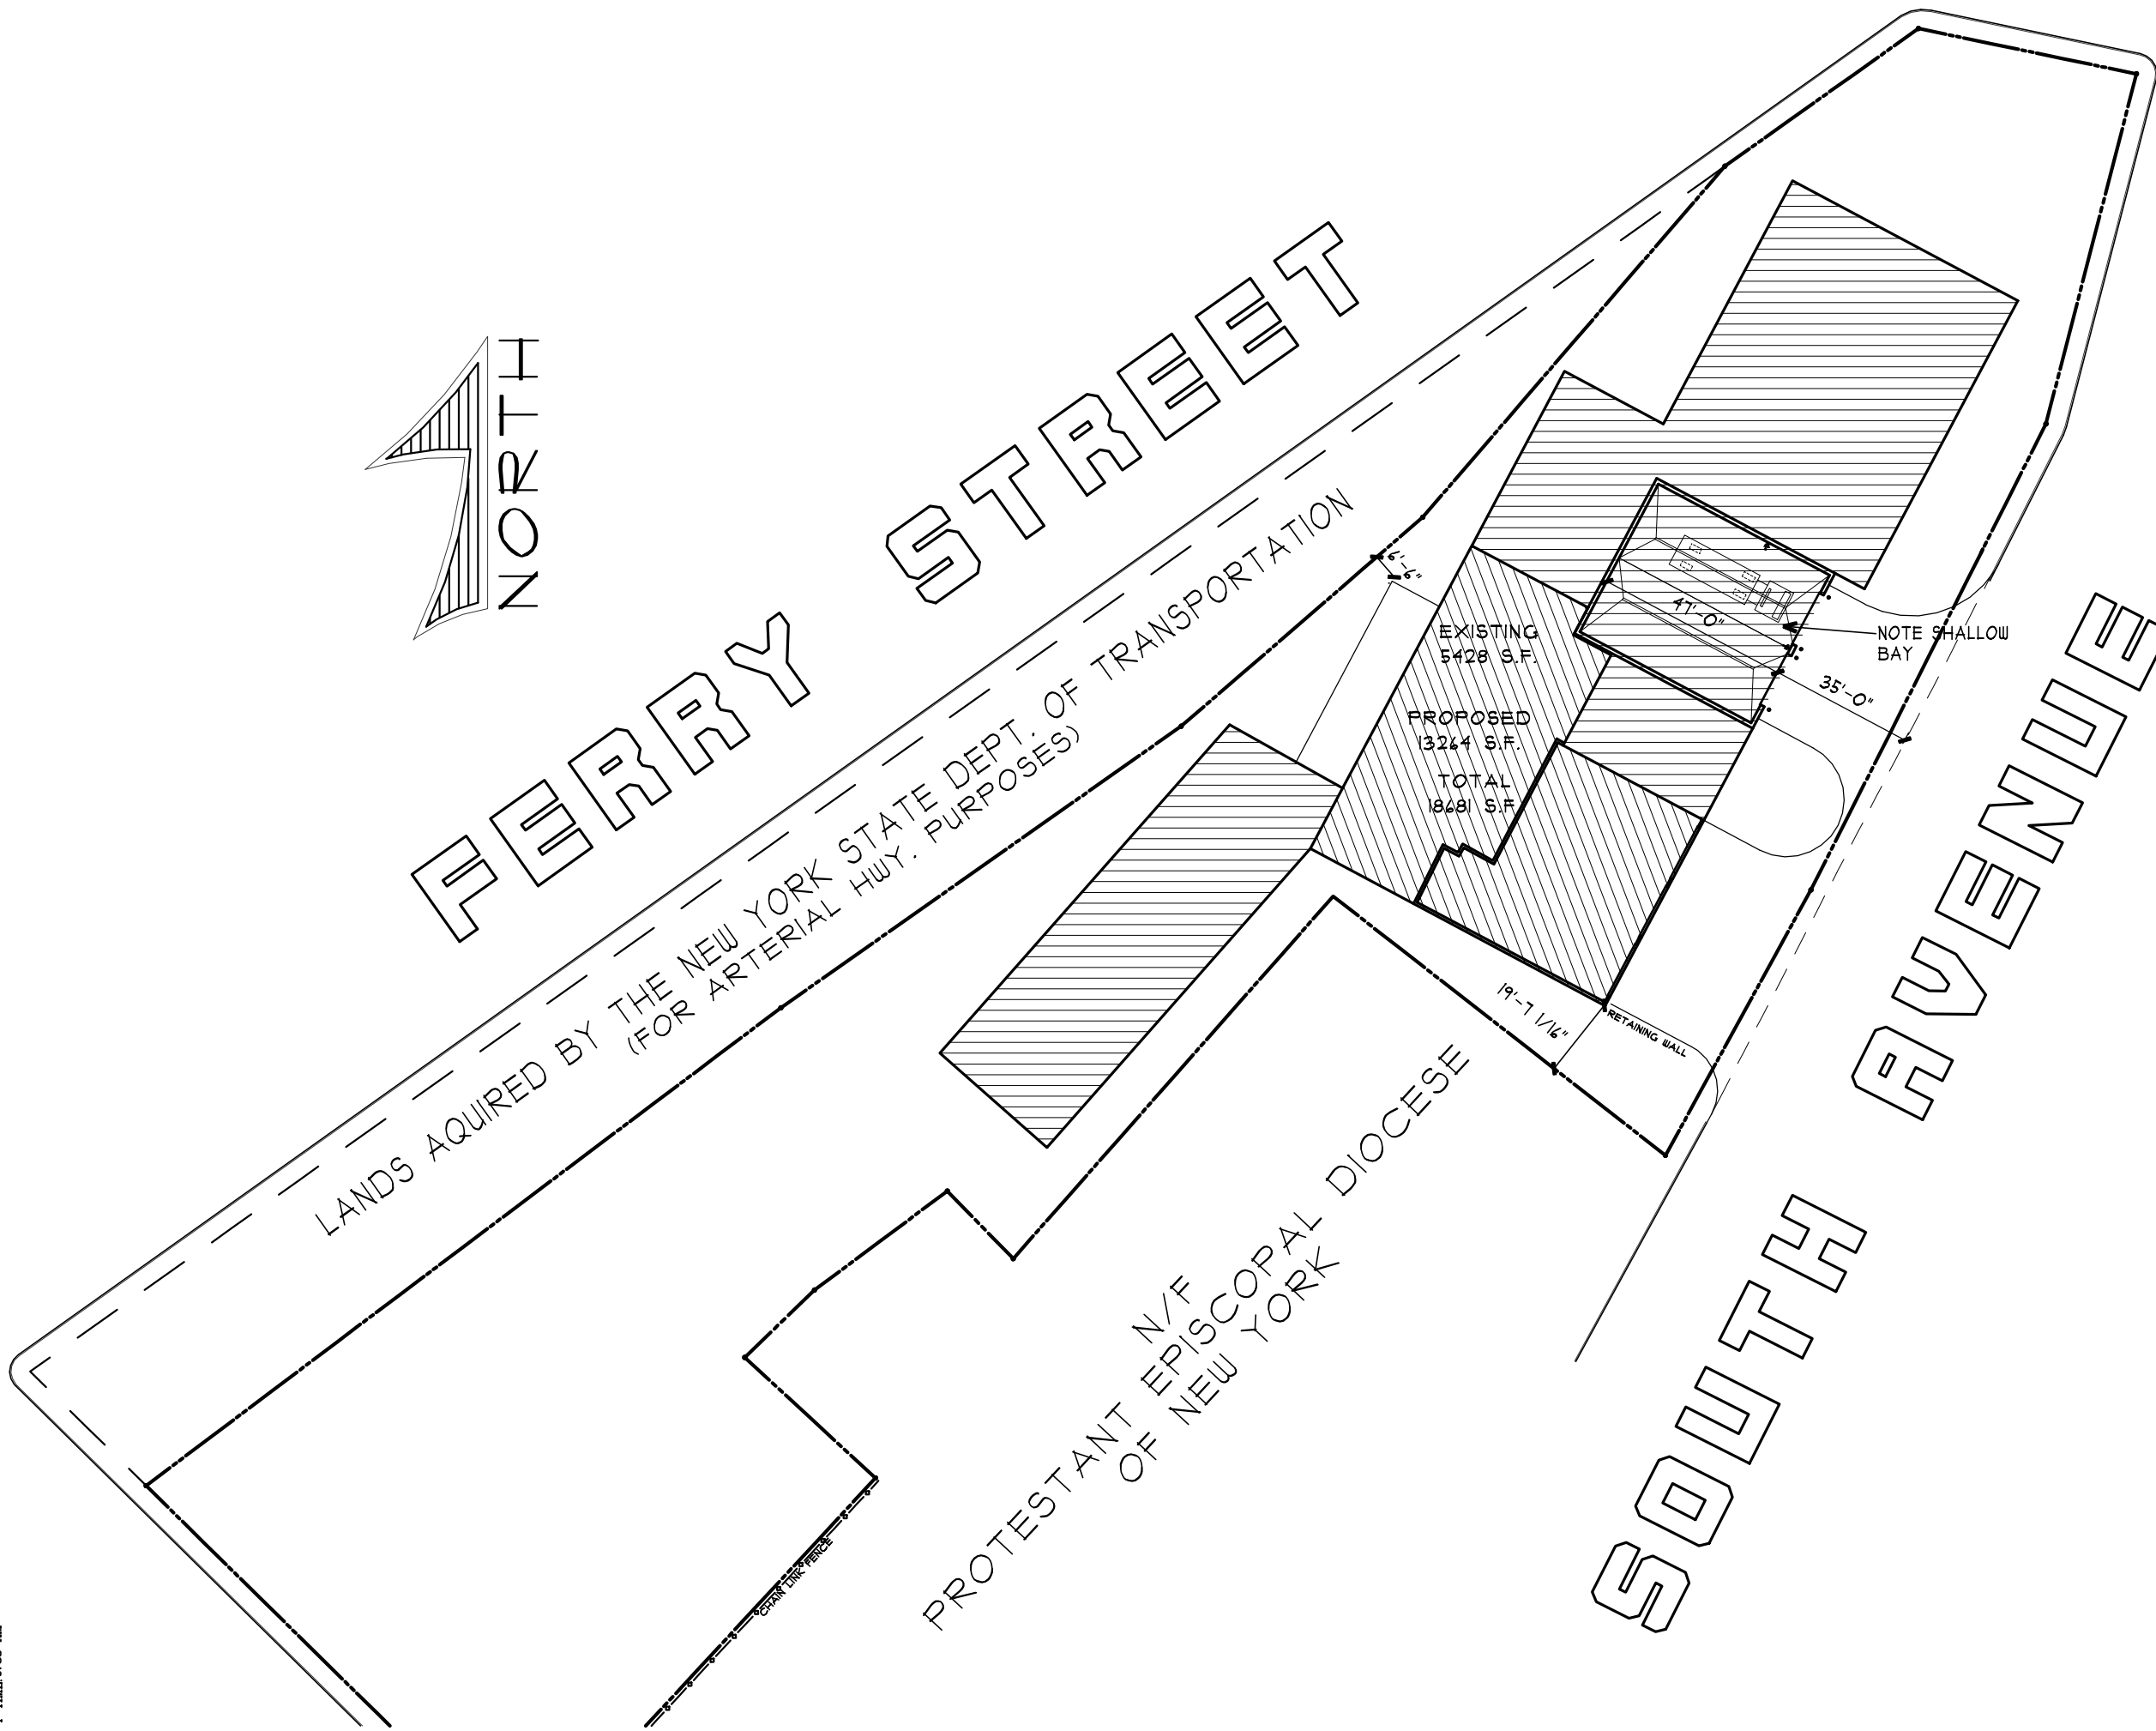 NORTH
FERRY STREET
LANDS AQUIRED BY THE NEW YORK STATE DEPT. OF TRANSPORTATION
(FOR ARTERIAL HWY. PURPOSES)
6'-6"
EXISTING
5428 S.F.
PROPOSED
13264 S.F.
TOTAL
18681 S.F.
47'-0"
NOTE SHALLOW
BAY
35'-0"
19'-7 1/16"
RETAINING WALL
SOUTH AVENUE
N/F
PROTESTANT EPISCOPAL DIOCESE
OF NEW YORK
CHAIN LINK FENCE